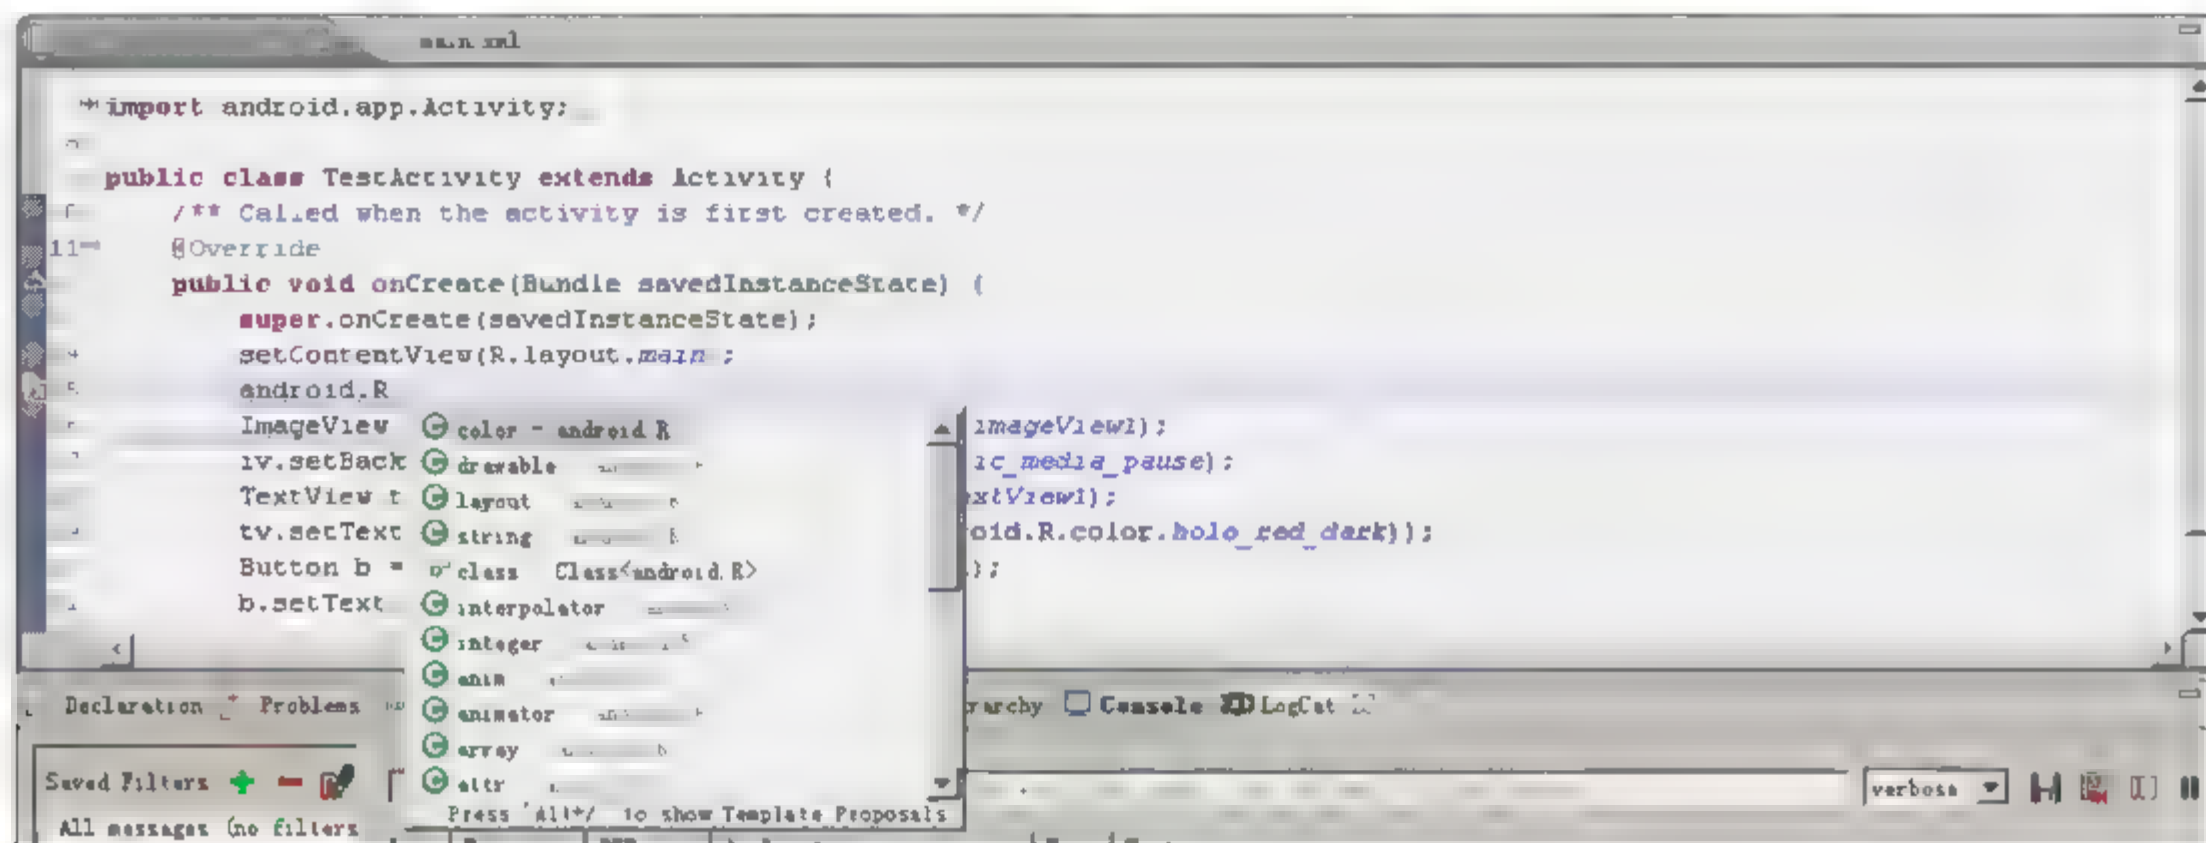 main.xml
import android.app.Activity;
public class TestActivity extends Activity {
/** Called when the activity is first created. */
11 @Override
public void onCreate(Bundle savedInstanceState) {
super.onCreate(savedInstanceState);
setContentView(R.layout.main ;
android.R
ImageView imageView1);
iv.setBack ic_media_pause);
TextView t extView1);
tv.setText oid.R.color.holo_red_dark));
Button b = );
b.setText
color - android.R
drawable
layout
string
class Class<android.R>
interpolator
integer
anim
animator
array
attr
Press 'Alt+/' to show Template Proposals
Declaration Problems rarchy Console LogCat
Saved Filters verbose
All messages (no filters